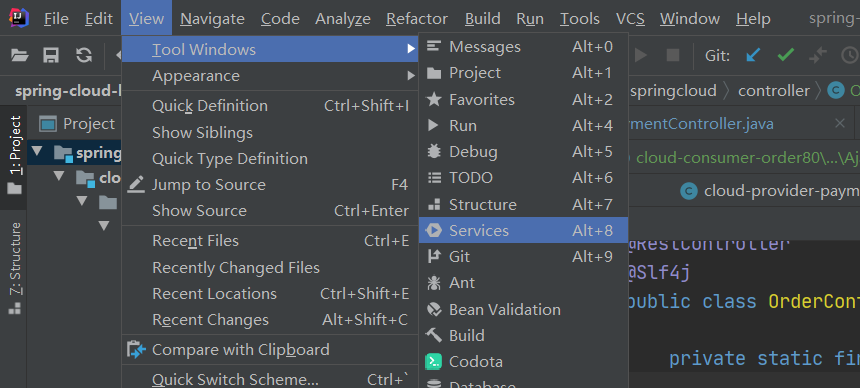 File Edit View Navigate Code Analyze Refactor Build Run Tools VCS Window Help spring-
Git:
spring-cloud- springcloud controller
1: Project
7: Structure
Project
spring
clo
Tool Windows
Appearance
Quick Definition Ctrl+Shift+I
Show Siblings
Quick Type Definition
Jump to Source F4
Show Source Ctrl+Enter
Recent Files Ctrl+E
Recently Changed Files
Recent Locations Ctrl+Shift+E
Recent Changes Alt+Shift+C
Compare with Clipboard
Quick Switch Scheme... Ctrl+`
Messages Alt+0
Project Alt+1
Favorites Alt+2
Run Alt+4
Debug Alt+5
TODO Alt+6
Structure Alt+7
Services Alt+8
Git Alt+9
Ant
Bean Validation
Build
Codota
Database
mentController.java
cloud-consumer-order80\...\Aj
cloud-provider-paym
@RestController
@Slf4j
public class OrderCont
private static fin